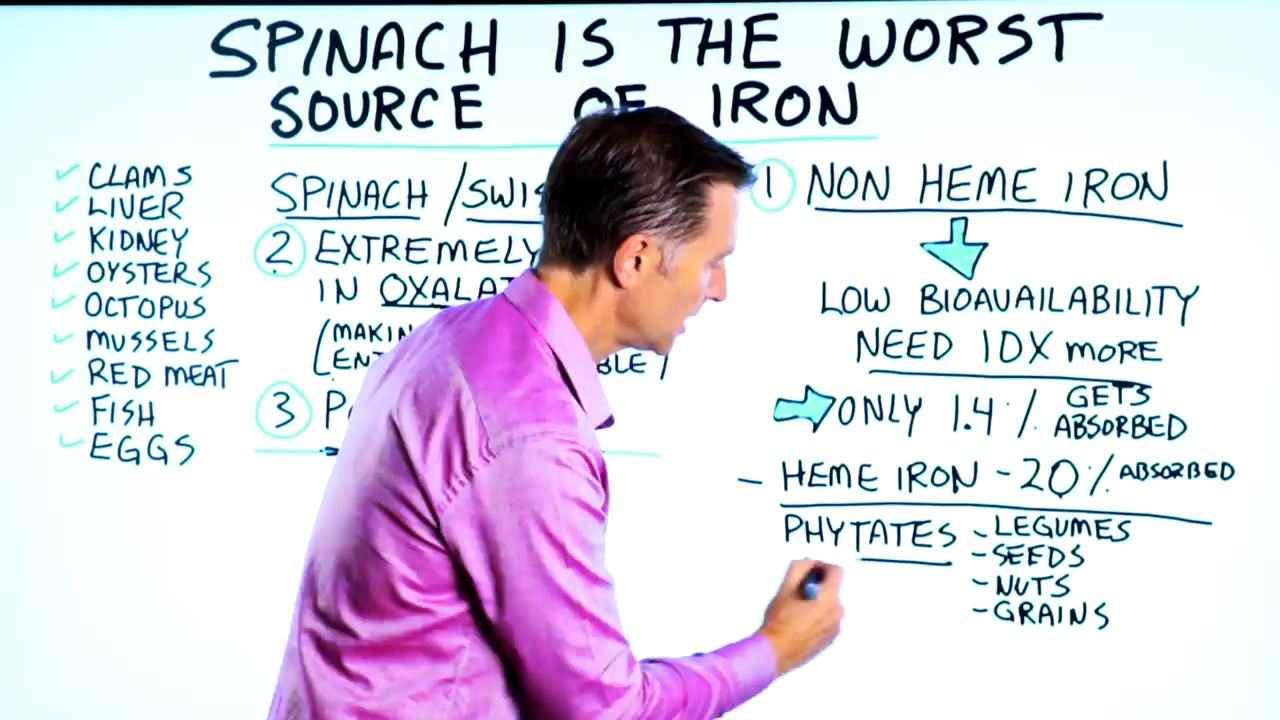 SPINACH IS THE WORST
SOURCE OF IRON
CLAMS
LIVER
KIDNEY
OYSTERS
OCTOPUS
MUSSELS
RED MEAT
FISH
EGGS
SPINACH /
2 EXTREMELY
IN
3
1 NON HEME IRON
LOW BIOAVAILABILITY
NEED 10X MORE
ONLY 1.4% GETS ABSORBED
- HEME IRON - 20% ABSORBED
PHYTATES
- LEGUMES
- SEEDS
- NUTS
- GRAINS